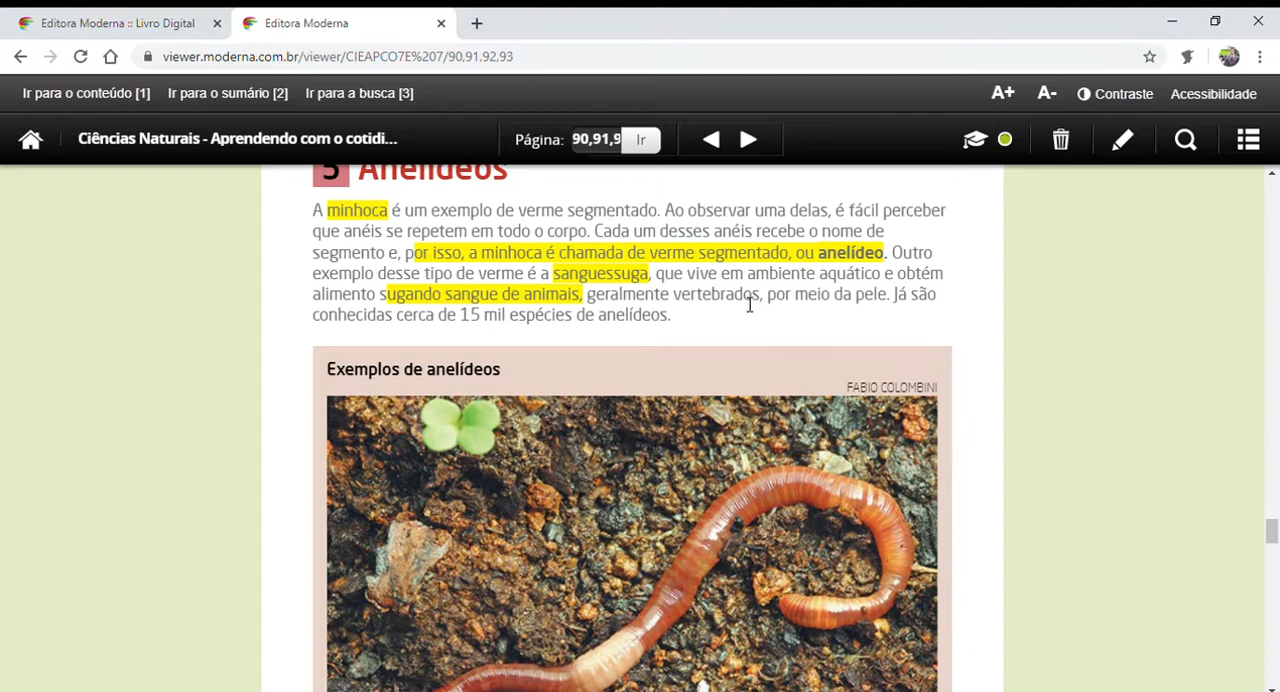 Editora Moderna :: Livro Digital
Editora Moderna
viewer.moderna.com.br/viewer/CIEAPCO7E%207/90,91,92,93
Ir para o conteúdo [1] Ir para o sumário [2] Ir para a busca [3] A+ A- Contraste Acessibilidade
Ciências Naturais - Aprendendo com o cotidi... Página: 90,91,9 Ir
5 Anelídeos
A minhoca é um exemplo de verme segmentado. Ao observar uma delas, é fácil perceber
que anéis se repetem em todo o corpo. Cada um desses anéis recebe o nome de
segmento e, por isso, a minhoca é chamada de verme segmentado, ou anelídeo. Outro
exemplo desse tipo de verme é a sanguessuga, que vive em ambiente aquático e obtém
alimento sugando sangue de animais, geralmente vertebrados, por meio da pele. Já são
conhecidas cerca de 15 mil espécies de anelídeos.
Exemplos de anelídeos
FABIO COLOMBINI